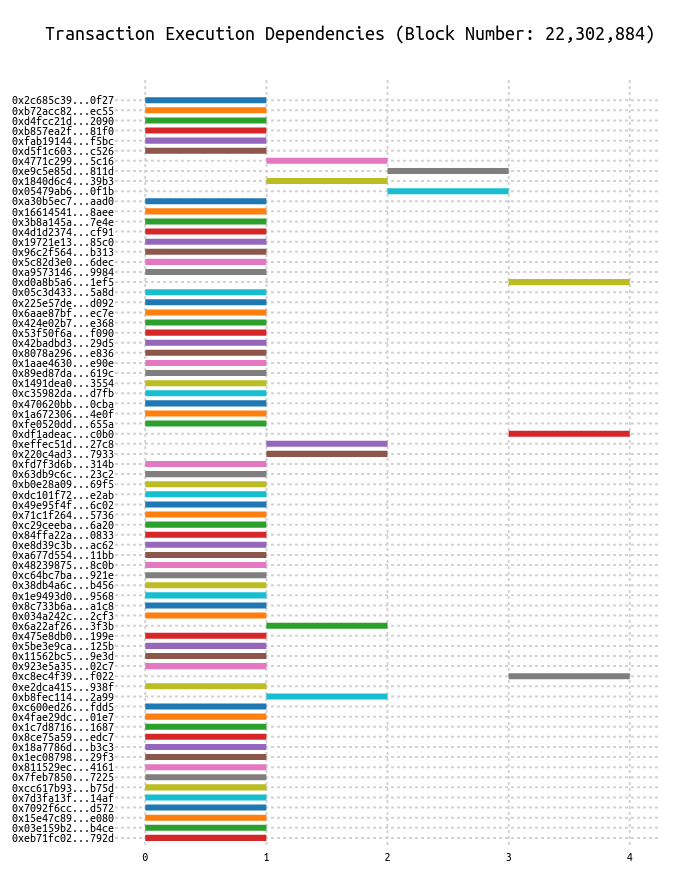 Transaction Execution Dependencies (Block Number: 22,302,884)
0x2c685c39...0f27
0xb72acc82...ec55
0xd4fcc21d...2090
0xb857ea2f...81f0
0xfab19144...f5bc
0xd5f1c603...c526
0x4771c299...5c16
0xe9c5e85d...811d
0x1840d6c4...39b3
0x05479ab6...0f1b
0xa30b5ec7...aad0
0x16614541...8aee
0x3b8a145a...7e4e
0x4d1d2374...cf91
0x19721e13...85c0
0x96c2f564...b313
0x5c82d3e0...6dec
0xa9573146...9984
0xd0a8b5a6...1ef5
0x05c3d433...5a8d
0x225e57de...d092
0x6aae87bf...ec7e
0x424e02b7...e368
0x53f50f6a...f090
0x42badbd3...29d5
0x8078a296...e836
0x1aae4630...e90e
0x89ed87da...619c
0x1491dea0...3554
0xc35982da...d7fb
0x470620bb...0cba
0x1a672306...4e0f
0xfe0520dd...655a
0xdf1adeac...c0b0
0xeffec51d...27c8
0x220c4ad3...7933
0xfd7f3d6b...314b
0x63db9c6c...23c2
0xb0e28a09...69f5
0xdc101f72...e2ab
0x49e95f4f...6c02
0x71c1f264...5736
0xc29ceeba...6a20
0x84ffa22a...0833
0xe8d39c3b...ac62
0xa677d554...11bb
0x48239875...8c0b
0xc64bc7ba...921e
0x38db4a6c...b456
0x1e9493d0...9568
0x8c733b6a...a1c8
0x034a242c...2cf3
0x6a22af26...3f3b
0x475e8db0...199e
0x5be3e9ca...125b
0x11562bc5...9e3d
0x923e5a35...02c7
0xc8ec4f39...f022
0xe2dca415...938f
0xb8fec114...2a99
0xc600ed26...fdd5
0x4fae29dc...01e7
0x1c7d8716...1687
0x8ce75a59...edc7
0x18a7786d...b3c3
0x1ec08798...29f3
0x811529ec...4161
0x7feb7850...7225
0xcc617b93...b75d
0x7d3fa13f...14af
0x7092f6cc...d572
0x15e47c89...e080
0x03e159b2...b4ce
0xeb71fc02...792d
0 1 2 3 4